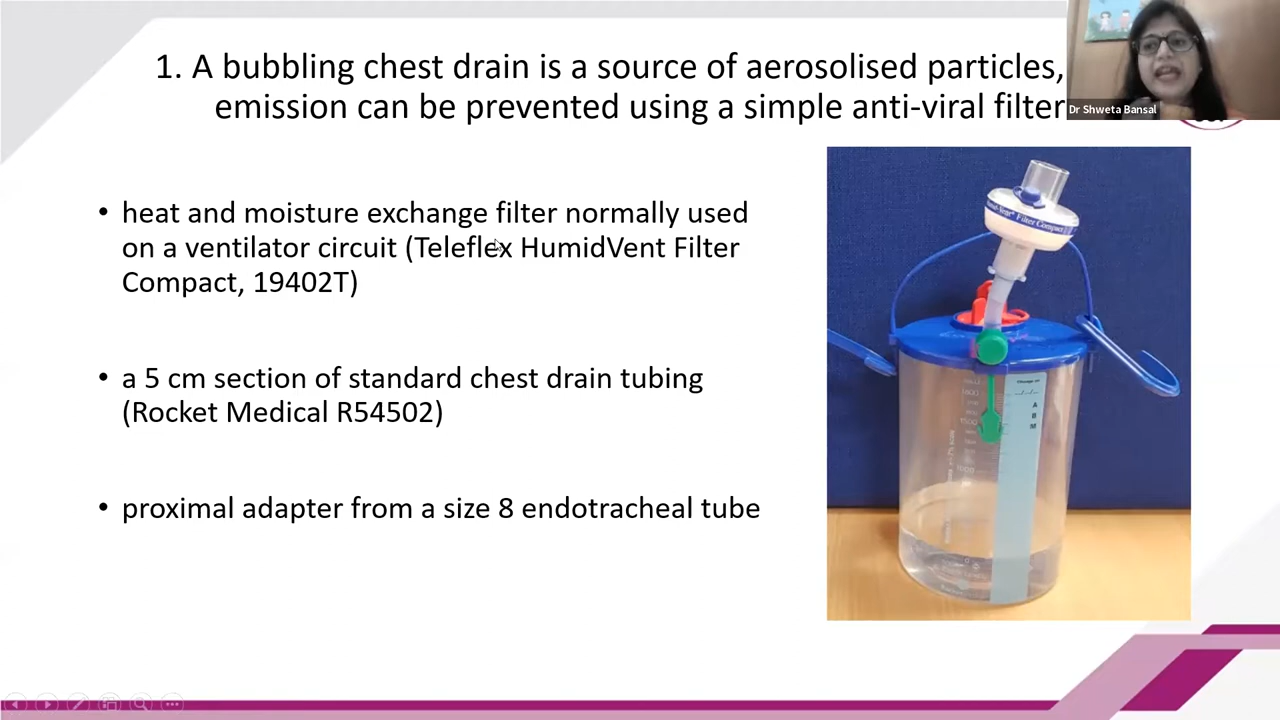 1. A bubbling chest drain is a source of aerosolised particles,
emission can be prevented using a simple anti-viral filter
Dr Shweta Bansal
• heat and moisture exchange filter normally used
on a ventilator circuit (Teleflex HumidVent Filter
Compact, 19402T)
• a 5 cm section of standard chest drain tubing
(Rocket Medical R54502)
• proximal adapter from a size 8 endotracheal tube
Filter Compact
A
B
M